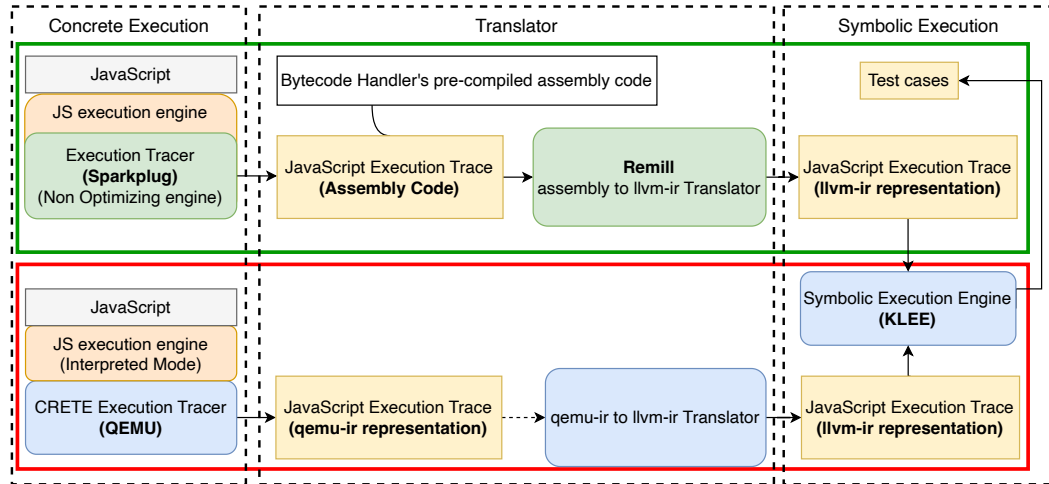 Concrete Execution
Translator
Symbolic Execution
JavaScript
JS execution engine
Execution Tracer
(Sparkplug)
(Non Optimizing engine)
Bytecode Handler's pre-compiled assembly code
JavaScript Execution Trace
(Assembly Code)
Remill
assembly to llvm-ir Translator
Test cases
JavaScript Execution Trace
(llvm-ir representation)
JavaScript
JS execution engine
(Interpreted Mode)
CRETE Execution Tracer
(QEMU)
JavaScript Execution Trace
(qemu-ir representation)
qemu-ir to llvm-ir Translator
Symbolic Execution Engine
(KLEE)
JavaScript Execution Trace
(llvm-ir representation)